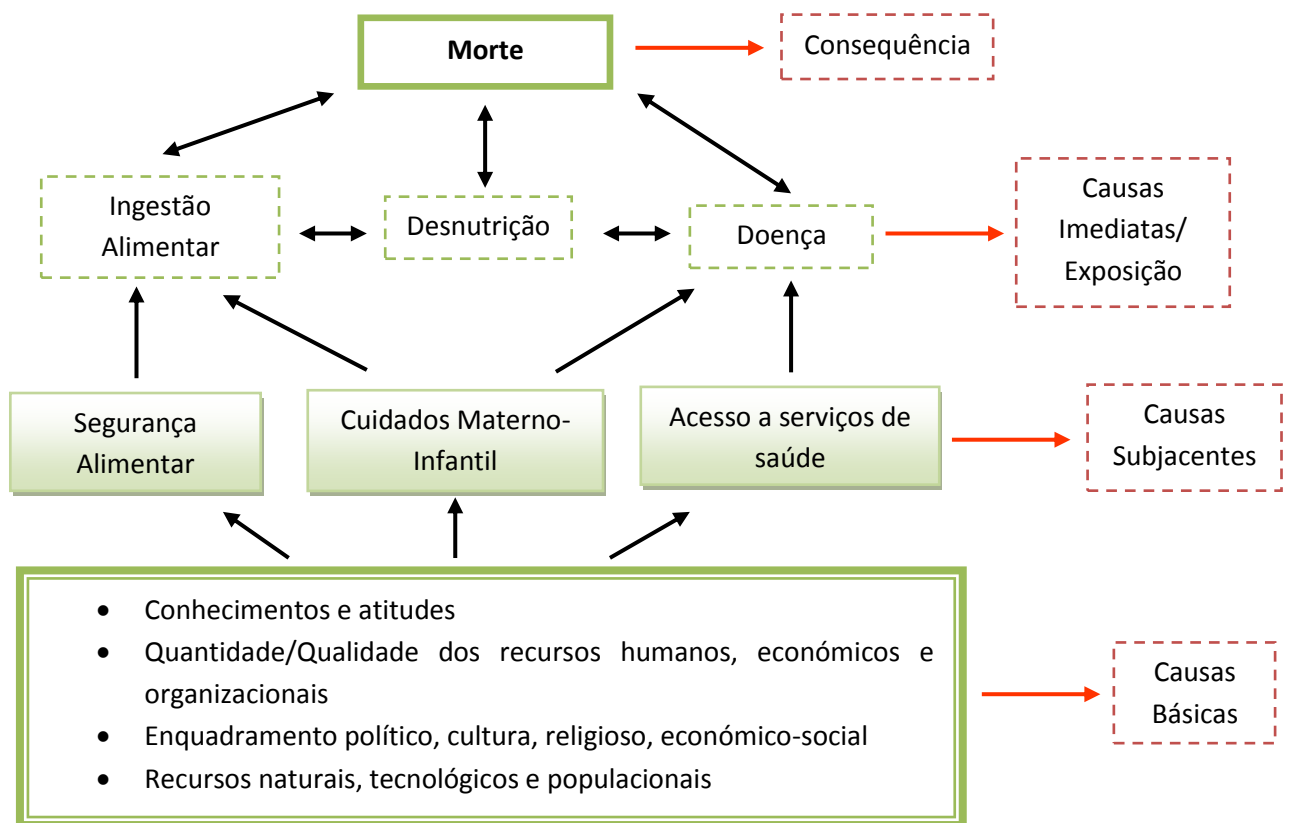 Morte
Consequência
Ingestão
Alimentar
Desnutrição
Doença
Causas
Imediatas/
Exposição
Segurança
Alimentar
Cuidados Materno-
Infantil
Acesso a serviços de
saúde
Causas
Subjacentes
• Conhecimentos e atitudes
• Quantidade/Qualidade dos recursos humanos, económicos e
organizacionais
• Enquadramento político, cultura, religioso, económico-social
• Recursos naturais, tecnológicos e populacionais
Causas
Básicas